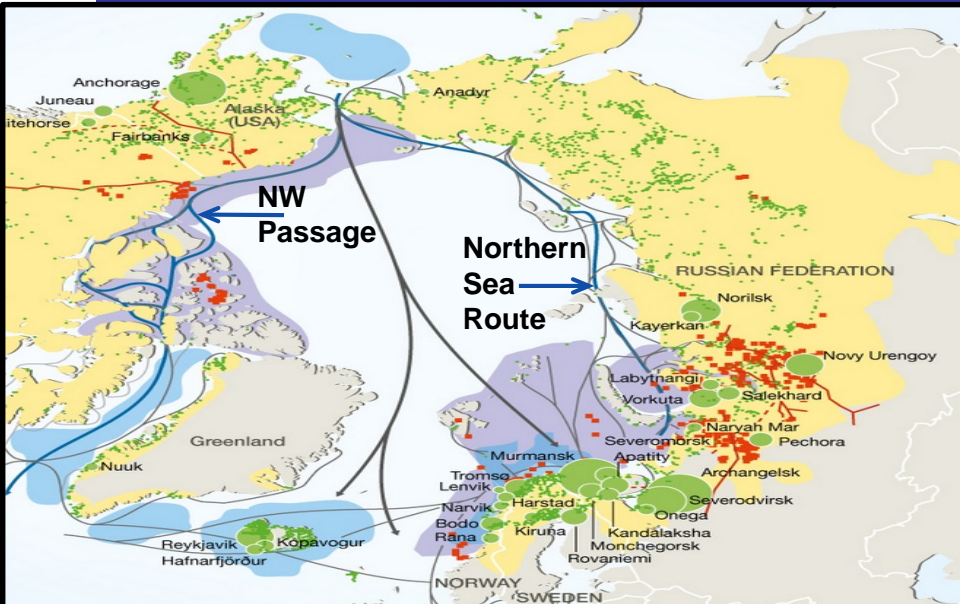 Anchorage
Juneau
itehorse
Fairbanks
Alaska
(USA)
Anadyr
NW
Passage
Northern
Sea
Route
RUSSIAN FEDERATION
Norilsk
Kayerkan
Novy Urengoy
Labytnangi
Vorkuta
Salekhard
Naryah Mar
Severomorsk
Pechora
Apatity
Murmansk
Archangelsk
Greenland
Nuuk
Tromsø
Lenvik
Harstad
Severodvirsk
Narvik
Onega
Bodo
Kiruna
Kandalaksha
Rana
Monchegorsk
Rovaniemi
Reykjavik
Kopavogur
Hafnarfjördur
NORWAY
SWEDEN